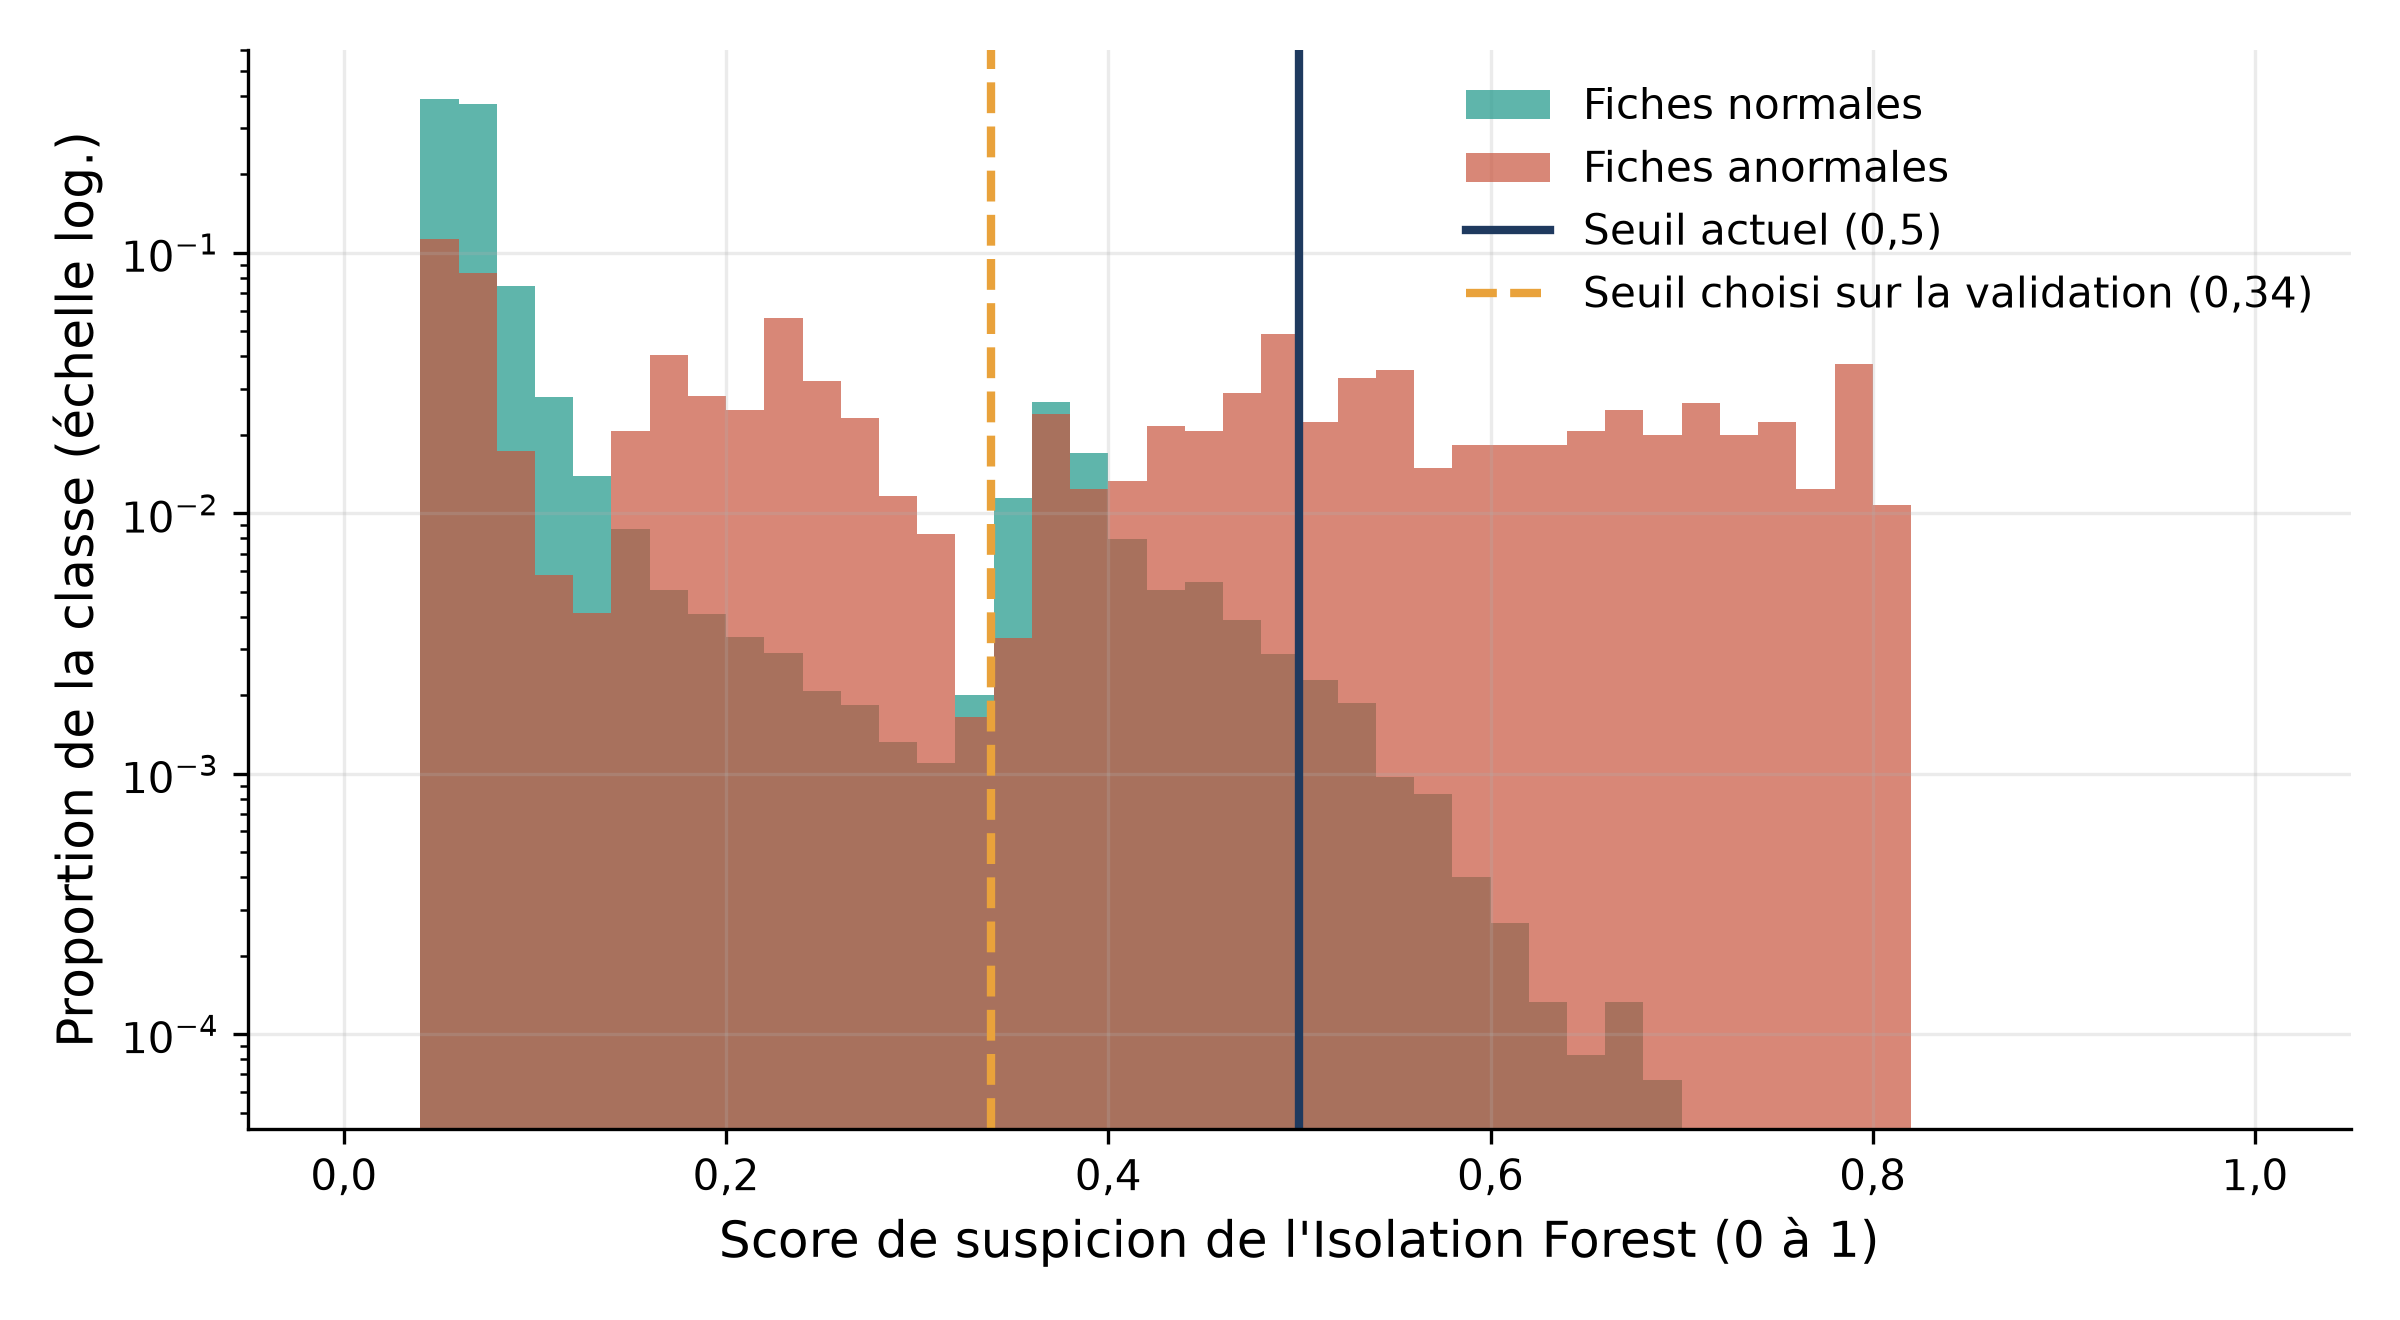 Fiches normales
Fiches anormales
Seuil actuel (0,5)
Seuil choisi sur la validation (0,34)
Proportion de la classe (échelle log.)
10⁻¹
10⁻²
10⁻³
10⁻⁴
0,0 0,2 0,4 0,6 0,8 1,0
Score de suspicion de l'Isolation Forest (0 à 1)